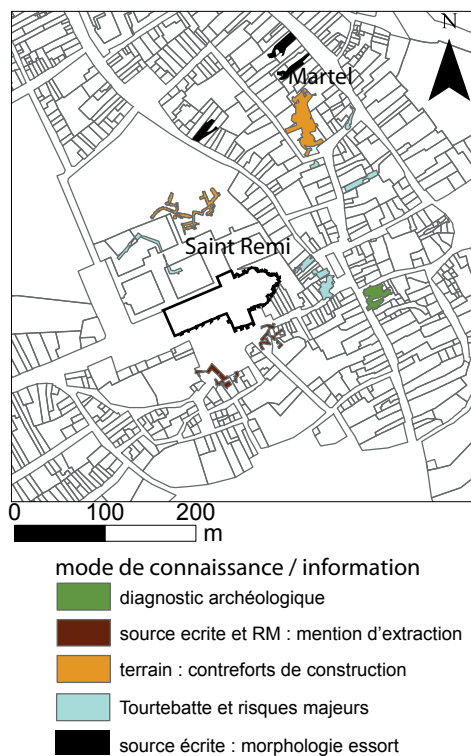 N
Martel
Saint Remi
0 100 200
m
mode de connaissance / information
diagnostic archéologique
source ecrite et RM : mention d'extraction
terrain : contreforts de construction
Tourtebatte et risques majeurs
source écrite : morphologie essort